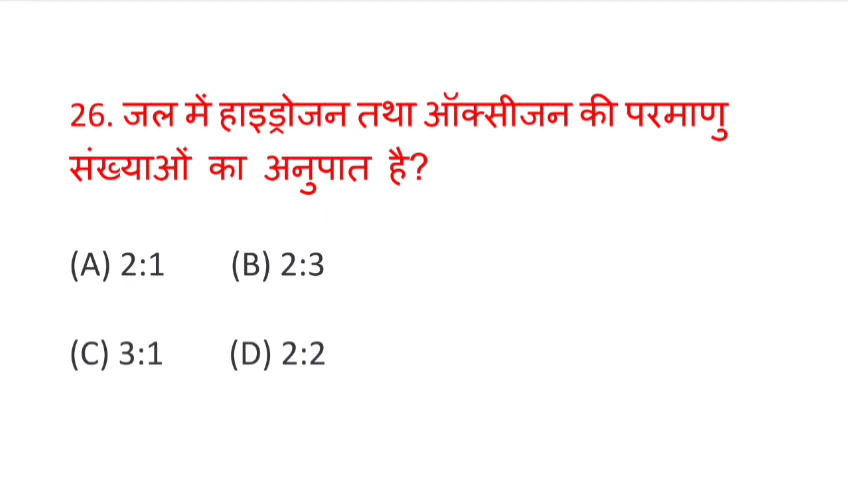 26. जल में हाइड्रोजन तथा ऑक्सीजन की परमाणु
संख्याओं का अनुपात है?
(A) 2:1 (B) 2:3
(C) 3:1 (D) 2:2